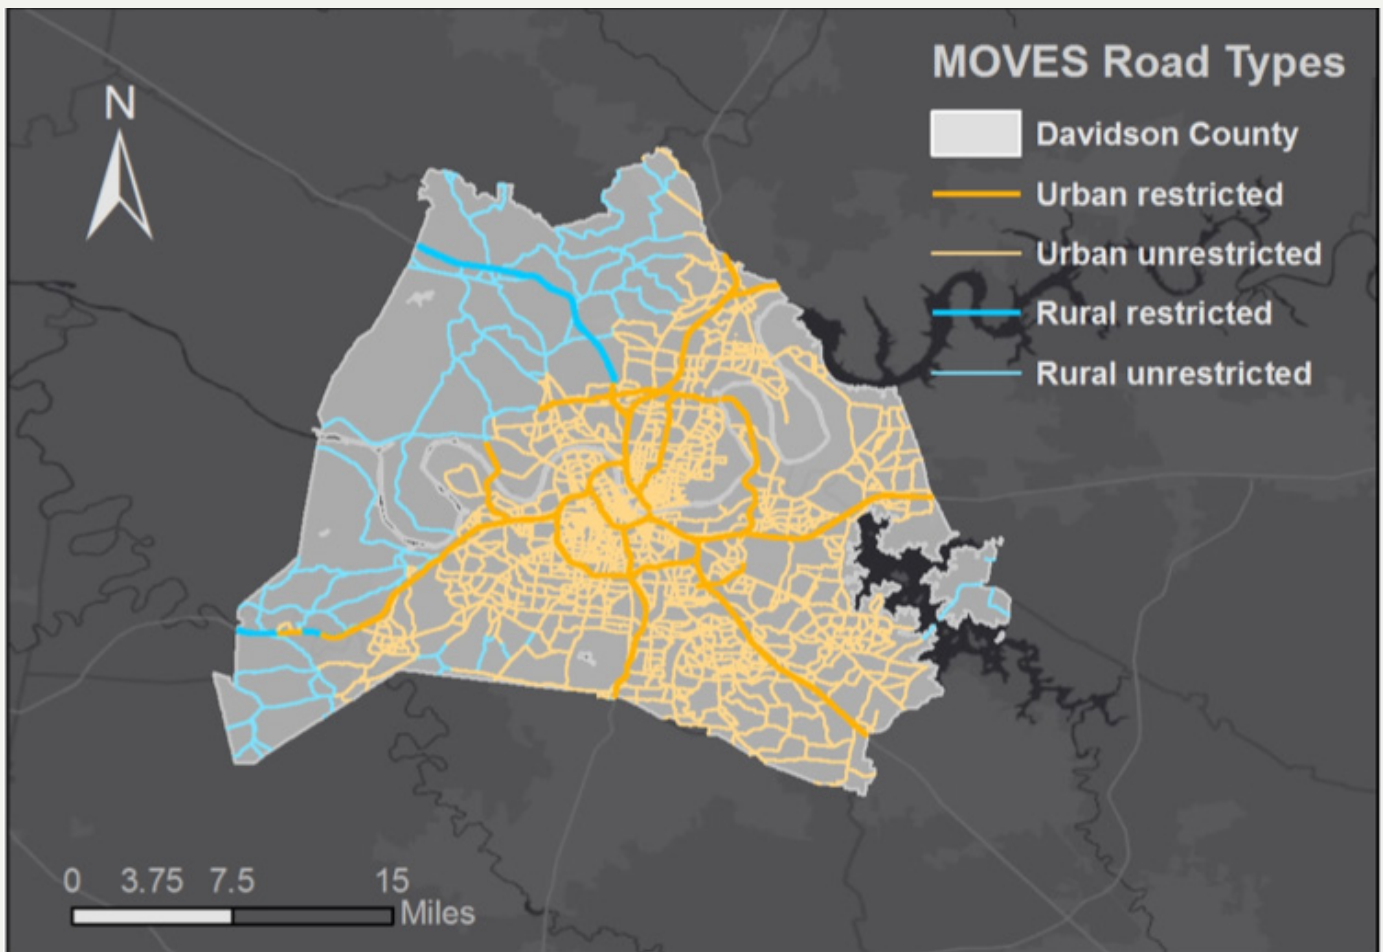 MOVES Road Types
N
Davidson County
Urban restricted
Urban unrestricted
Rural restricted
Rural unrestricted
0 3.75 7.5 15
Miles